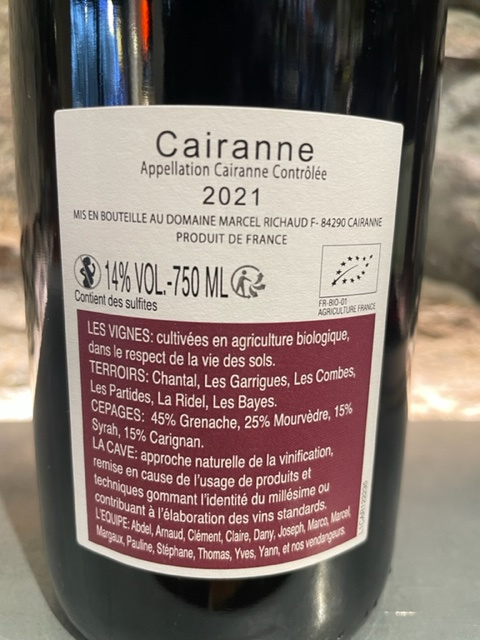 Cairanne
Appellation Cairanne Contrôlée
2021
MIS EN BOUTEILLE AU DOMAINE MARCEL RICHAUD F- 84290 CAIRANNE
PRODUIT DE FRANCE
14% VOL.-750 ML
Contient des sulfites
FR-BIO-01
AGRICULTURE FRANCE
LES VIGNES: cultivées en agriculture biologique,
dans le respect de la vie des sols.
TERROIRS: Chantal, Les Garrigues, Les Combes,
Les Partides, La Ridel, Les Bayes.
CEPAGES: 45% Grenache, 25% Mourvèdre, 15%
Syrah, 15% Carignan.
LA CAVE: approche naturelle de la vinification,
remise en cause de l'usage de produits et
techniques gommant l'identité du millésime ou
contribuant à l'élaboration des vins standards.
L'EQUIPE: Abdel, Arnaud, Clément, Claire, Dany, Joseph, Marco, Marcel,
Margaux, Pauline, Stéphane, Thomas, Yves, Yann, et nos vendangeurs.